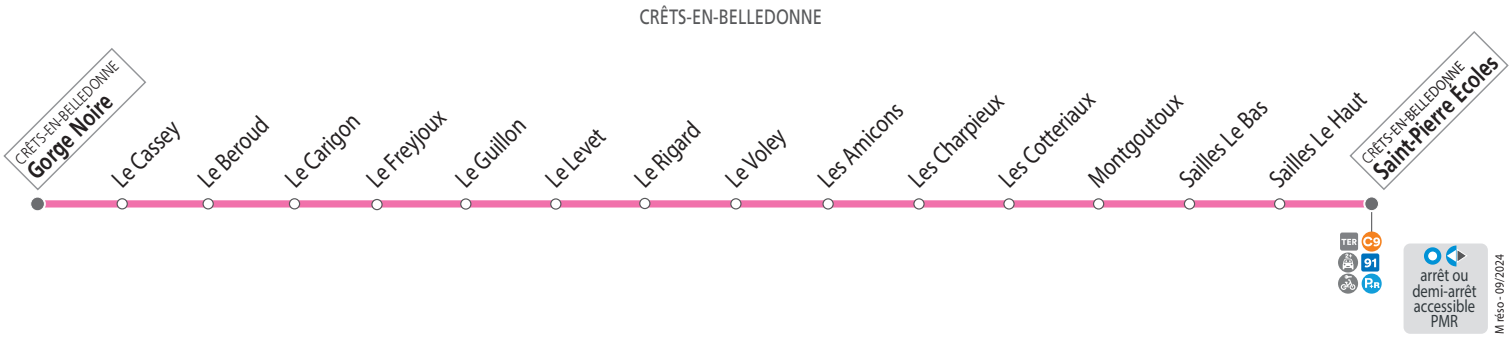 CRÊTS-EN-BELLEDONNE
CRÊTS-EN-BELLEDONNE
Gorge Noire
Le Cassey
Le Beroud
Le Carigon
Le Freyjoux
Le Guillon
Le Levet
Le Rigard
Le Voley
Les Amicons
Les Charpieux
Les Cotteriaux
Montgoutoux
Sailles Le Bas
Sailles Le Haut
CRÊTS-EN-BELLEDONNE
Saint-Pierre Écoles
TER C9
91
P+R
arrêt ou
demi-arrêt
accessible
PMR
M réso - 09/2024